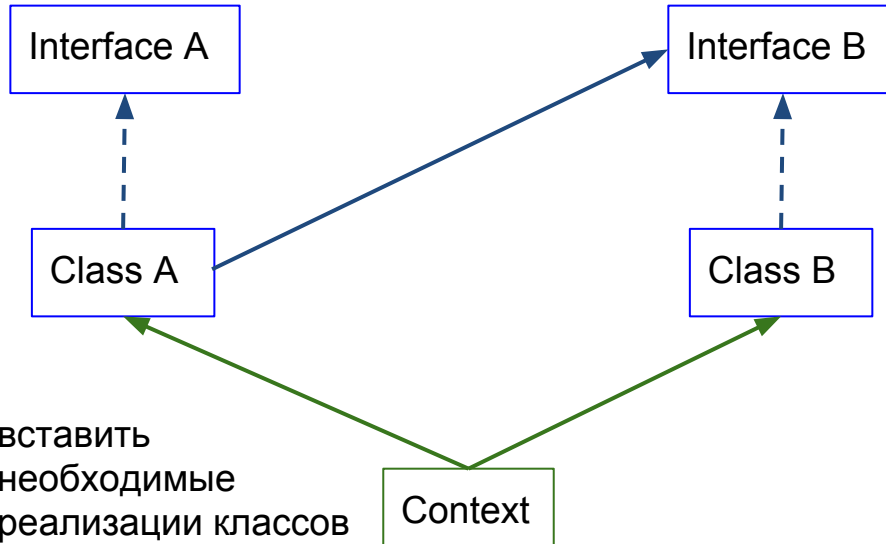 Interface A
Interface B
Class A
Class B
вставить
необходимые
реализации классов
Context